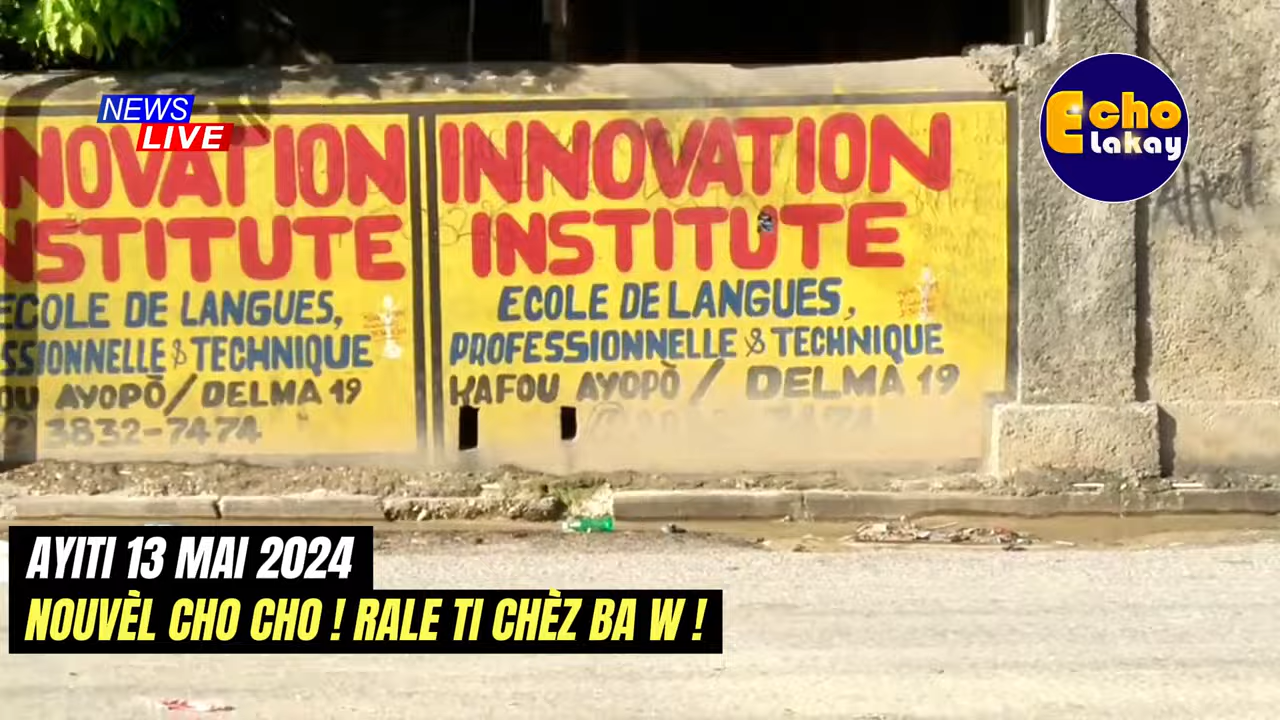 NEWS
LIVE
Echo
Lakay
NOVATION
NSTITUTE
ECOLE DE LANGUES,
SSIONNELLE & TECHNIQUE
OU AYOPÒ/DELMA 19
3832-7474
INNOVATION
INSTITUTE
ECOLE DE LANGUES,
PROFESSIONNELLE & TECHNIQUE
KAFOU AYOPÒ / DELMA 19
7474
AYITI 13 MAI 2024
NOUVÈL CHO CHO ! RALE TI CHÈZ BA W !